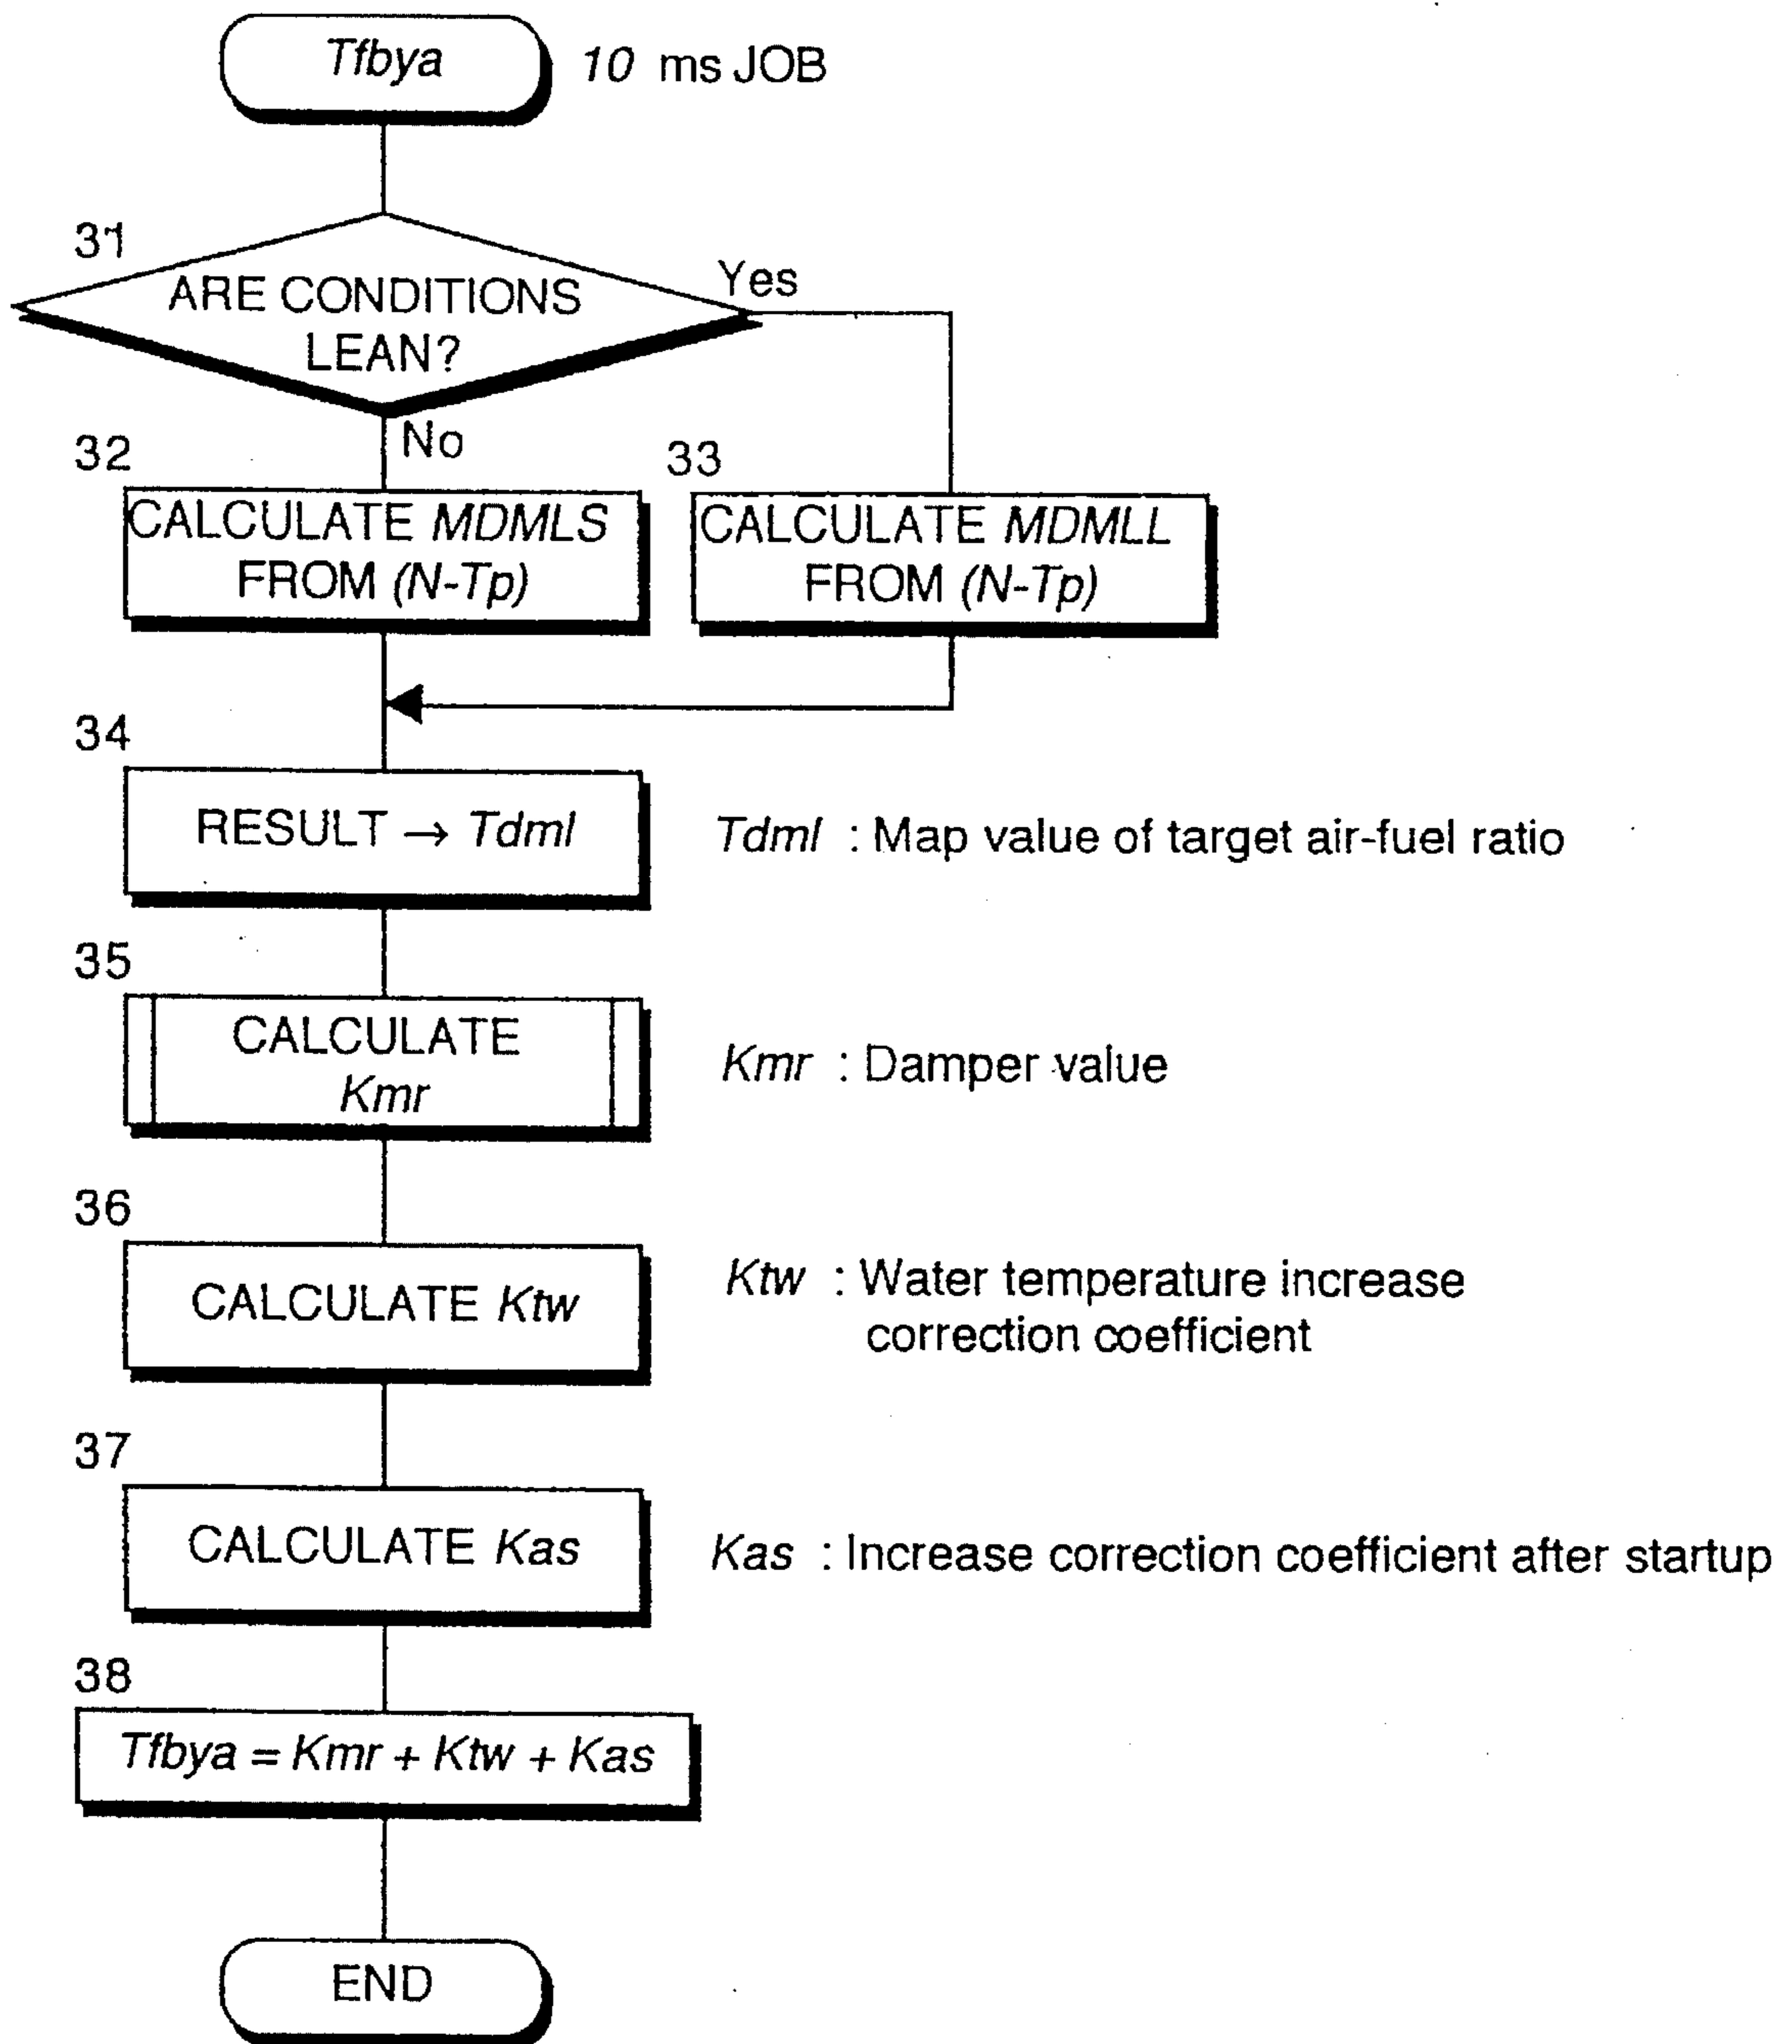 Tfbya 10 ms JOB
31
ARE CONDITIONS
LEAN?
Yes
No
32
CALCULATE MDMLS
FROM (N-Tp)
33
CALCULATE MDMLL
FROM (N-Tp)
34
RESULT → Tdml
Tdml : Map value of target air-fuel ratio
35
CALCULATE
Kmr
Kmr : Damper value
36
CALCULATE Ktw
Ktw : Water temperature increase
correction coefficient
37
CALCULATE Kas
Kas : Increase correction coefficient after startup
38
Tfbya = Kmr + Ktw + Kas
END